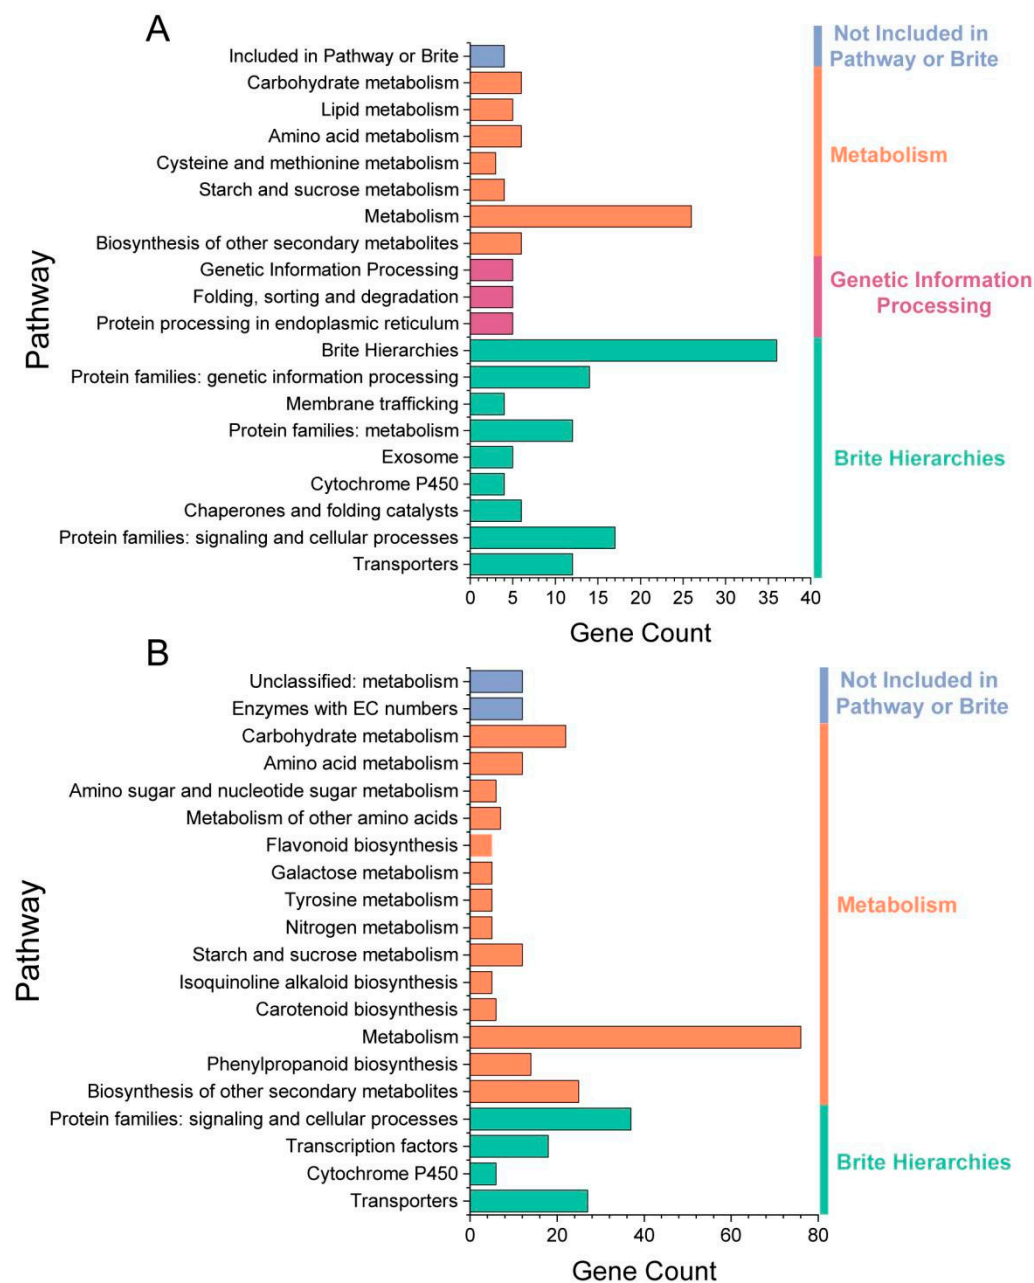 A
Included in Pathway or Brite
Carbohydrate metabolism
Lipid metabolism
Amino acid metabolism
Cysteine and methionine metabolism
Starch and sucrose metabolism
Metabolism
Biosynthesis of other secondary metabolites
Genetic Information Processing
Folding, sorting and degradation
Protein processing in endoplasmic reticulum
Brite Hierarchies
Protein families: genetic information processing
Membrane trafficking
Protein families: metabolism
Exosome
Cytochrome P450
Chaperones and folding catalysts
Protein families: signaling and cellular processes
Transporters
Pathway
0 5 10 15 20 25 30 35 40
Gene Count
Not Included in
Pathway or Brite
Metabolism
Genetic Information
Processing
Brite Hierarchies
B
Unclassified: metabolism
Enzymes with EC numbers
Carbohydrate metabolism
Amino acid metabolism
Amino sugar and nucleotide sugar metabolism
Metabolism of other amino acids
Flavonoid biosynthesis
Galactose metabolism
Tyrosine metabolism
Nitrogen metabolism
Starch and sucrose metabolism
Isoquinoline alkaloid biosynthesis
Carotenoid biosynthesis
Metabolism
Phenylpropanoid biosynthesis
Biosynthesis of other secondary metabolites
Protein families: signaling and cellular processes
Transcription factors
Cytochrome P450
Transporters
Pathway
0 20 40 60 80
Gene Count
Not Included in
Pathway or Brite
Metabolism
Brite Hierarchies